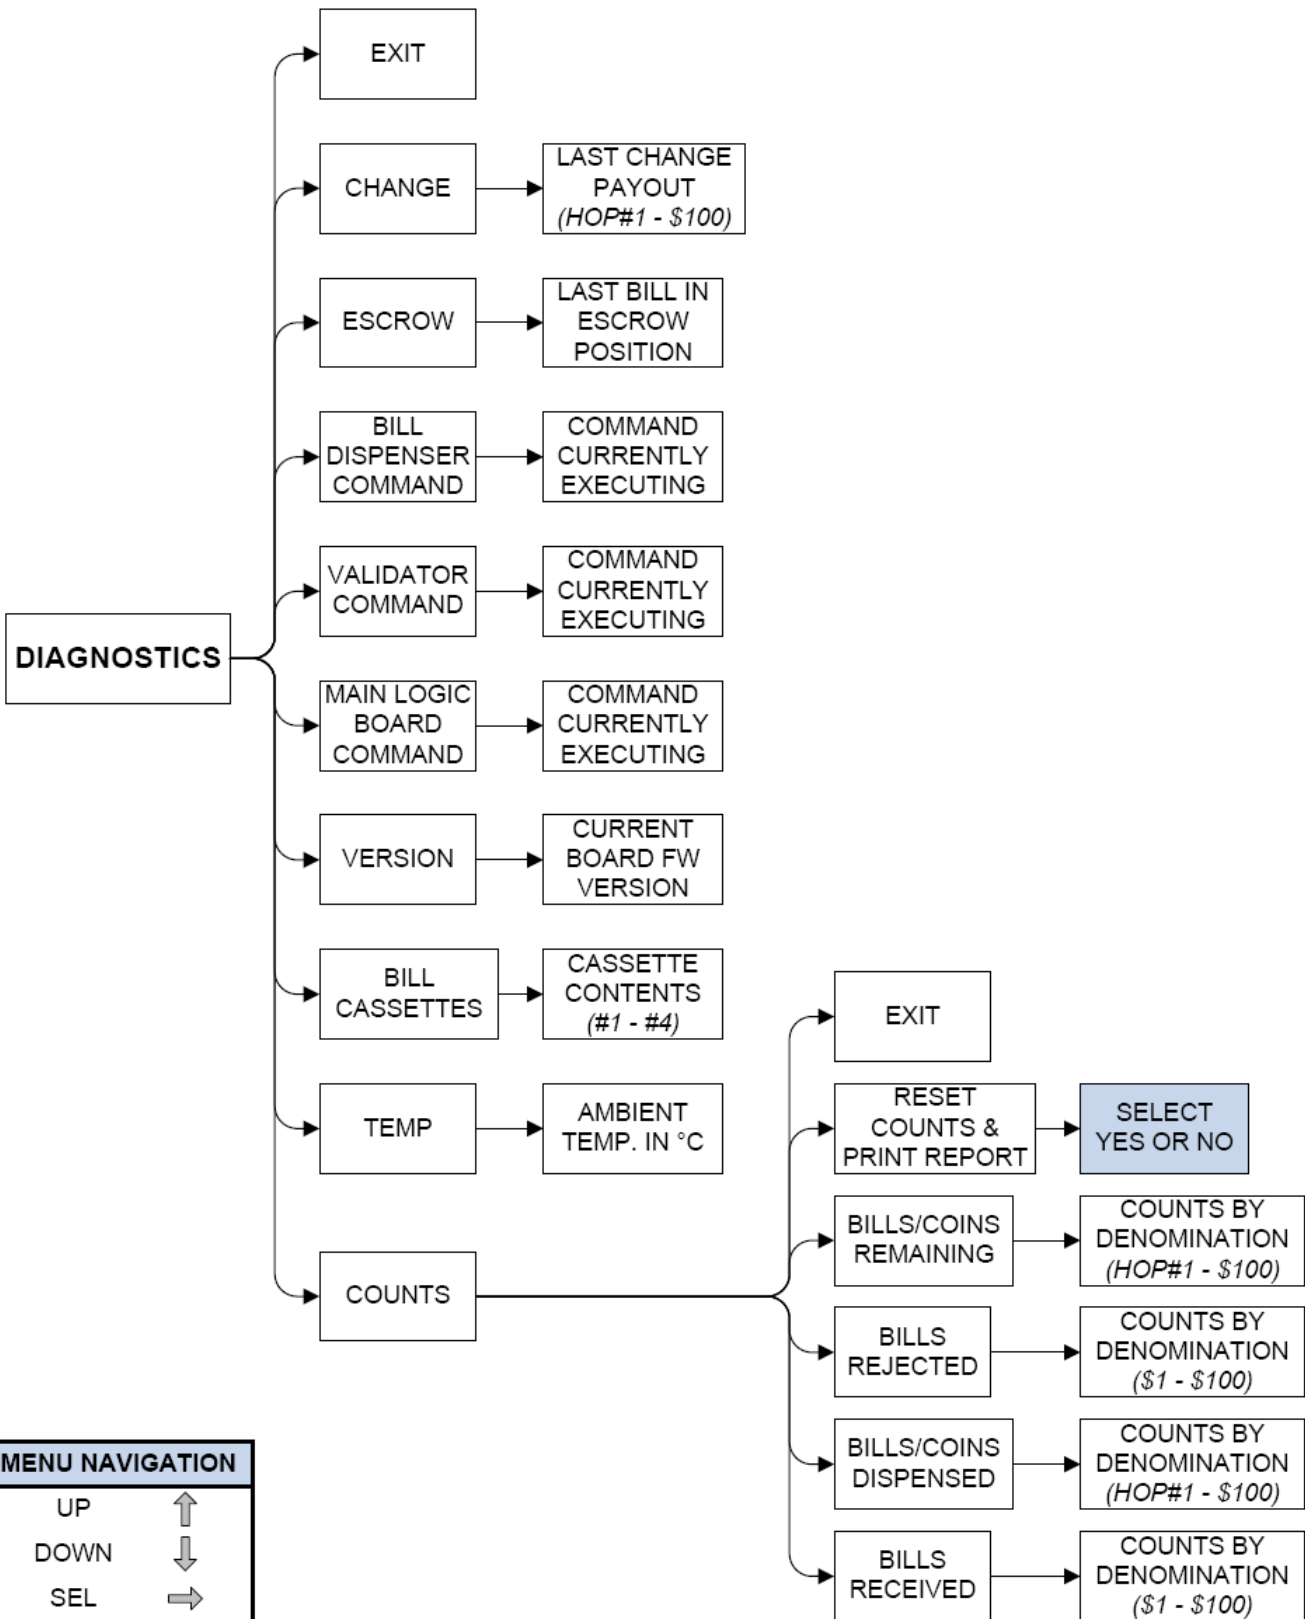 EXIT
CHANGE
LAST CHANGE
PAYOUT
(HOP#1 - $100)
ESCROW
LAST BILL IN
ESCROW
POSITION
BILL
DISPENSER
COMMAND
COMMAND
CURRENTLY
EXECUTING
VALIDATOR
COMMAND
COMMAND
CURRENTLY
EXECUTING
DIAGNOSTICS
MAIN LOGIC
BOARD
COMMAND
COMMAND
CURRENTLY
EXECUTING
VERSION
CURRENT
BOARD FW
VERSION
BILL
CASSETTES
CASSETTE
CONTENTS
(#1 - #4)
TEMP
AMBIENT
TEMP. IN °C
COUNTS
EXIT
RESET
COUNTS &
PRINT REPORT
SELECT
YES OR NO
BILLS/COINS
REMAINING
COUNTS BY
DENOMINATION
(HOP#1 - $100)
BILLS
REJECTED
COUNTS BY
DENOMINATION
($1 - $100)
BILLS/COINS
DISPENSED
COUNTS BY
DENOMINATION
(HOP#1 - $100)
BILLS
RECEIVED
COUNTS BY
DENOMINATION
($1 - $100)
MENU NAVIGATION
UP
DOWN
SEL